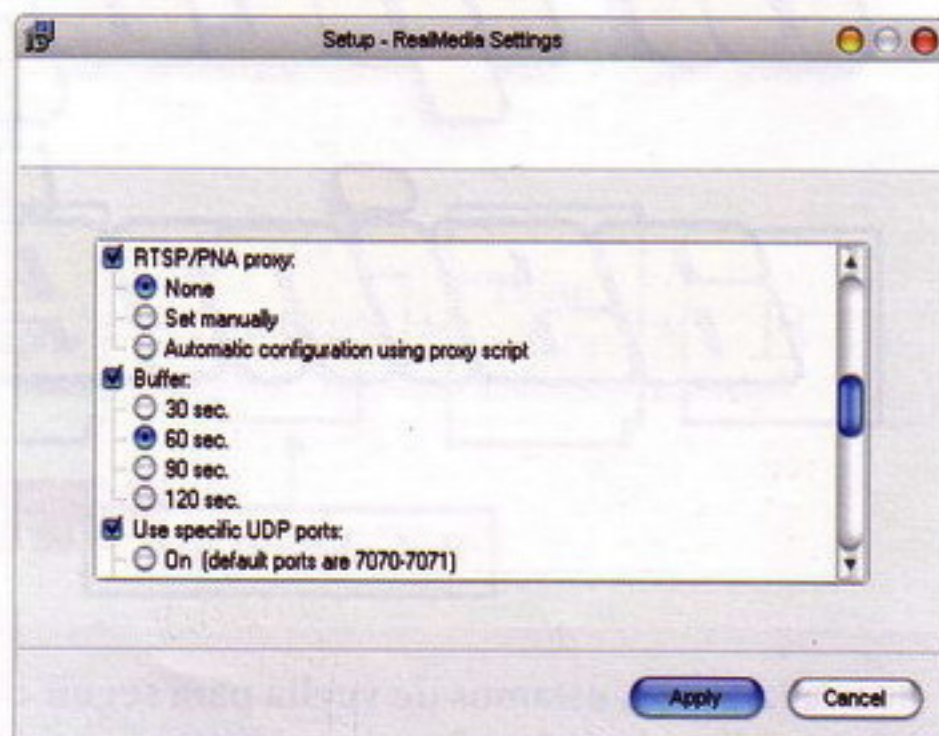 Setup - RealMedia Settings
RTSP/PNA proxy:
None
Set manually
Automatic configuration using proxy script
Buffer:
30 sec.
60 sec.
90 sec.
120 sec.
Use specific UDP ports:
On (default ports are 7070-7071)
Apply
Cancel